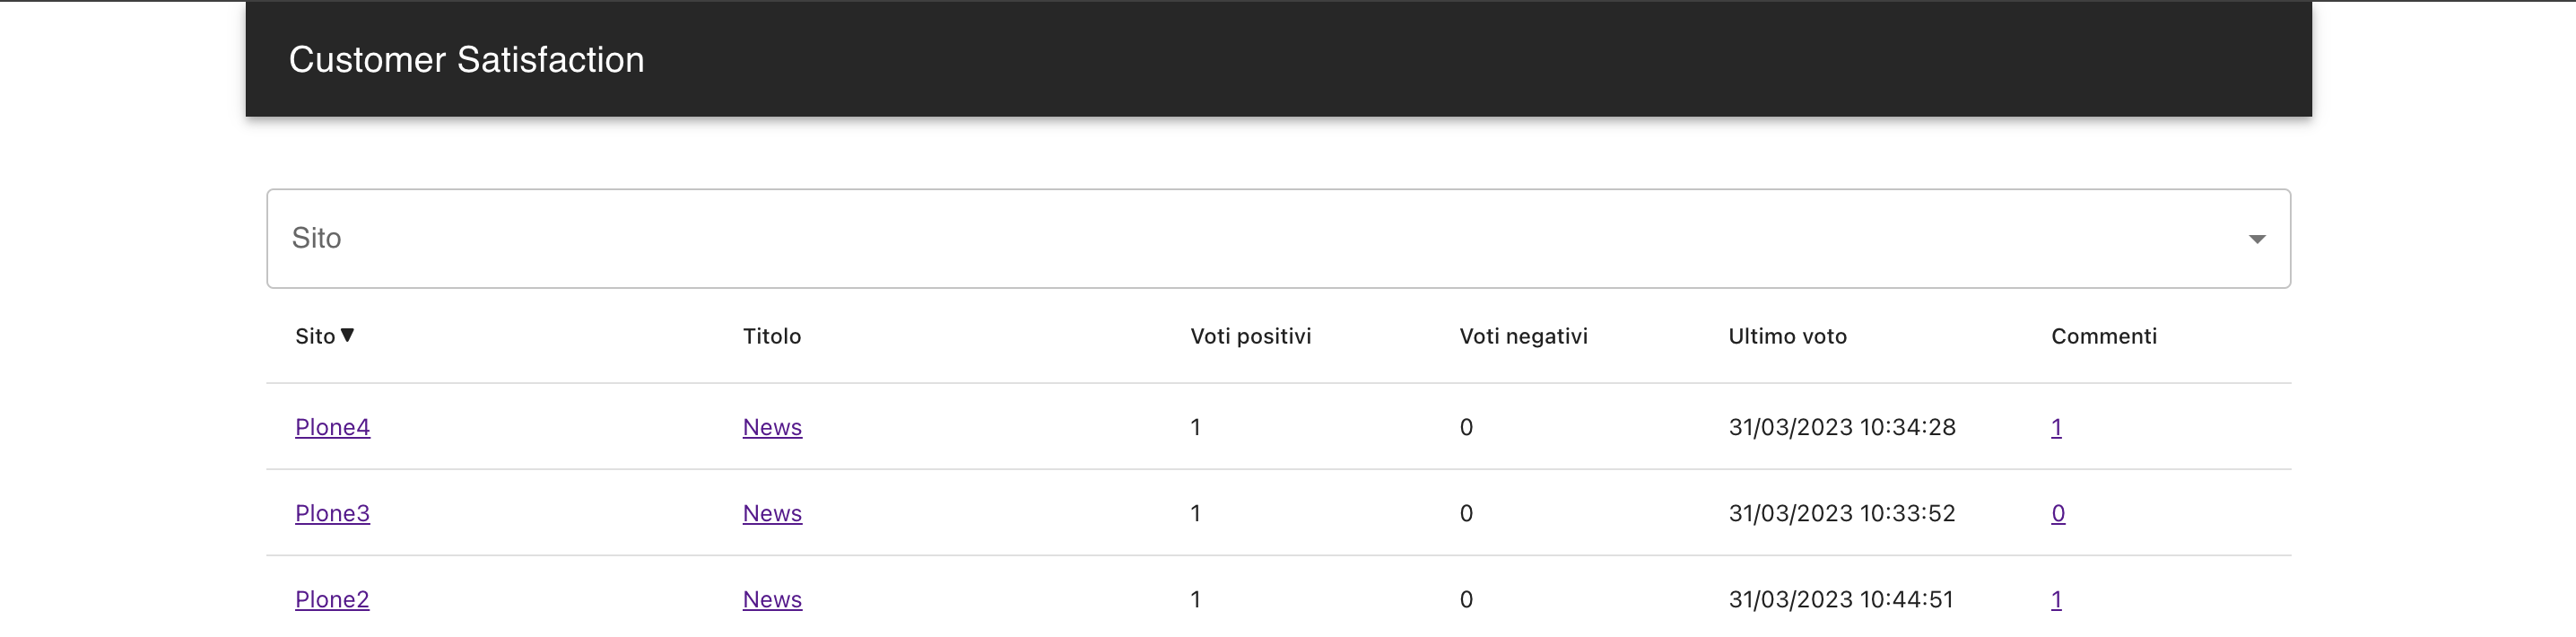 Customer Satisfaction
Sito
Sito▼ Titolo Voti positivi Voti negativi Ultimo voto Commenti
Plone4 News 1 0 31/03/2023 10:34:28 1
Plone3 News 1 0 31/03/2023 10:33:52 0
Plone2 News 1 0 31/03/2023 10:44:51 1